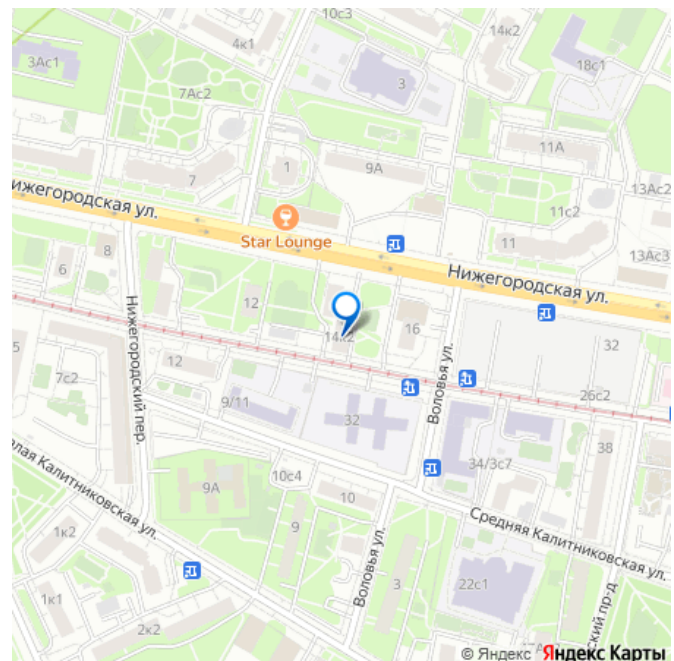 10с3
4к1
14к2
18с1
3Ас1
3
7Ас2
11А
9А
1
7
13Ас2
11с2
ижегородская ул.
Star Lounge
11
13Ас3
8
Нижегородская ул.
6
12
Нижегородский пер.
14к2
16
32
5
12
Воловья ул.
7с2
26с2
9/11
32
38
34/3с7
9А
10с4
10
Средняя Калитниковская ул.
алая Калитниковская ул.
1к2
9
Воловья ул.
3
22с1
1к1
2к2
ский пр-д
© Яндекс Яндекс Карты